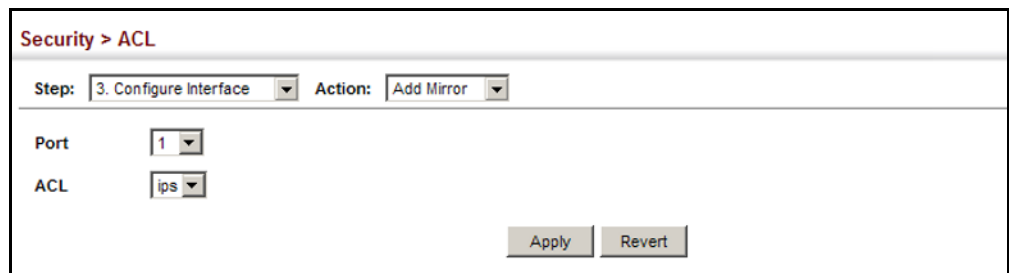 Security > ACL
Step: 3. Configure Interface Action: Add Mirror
Port 1
ACL ips
Apply Revert